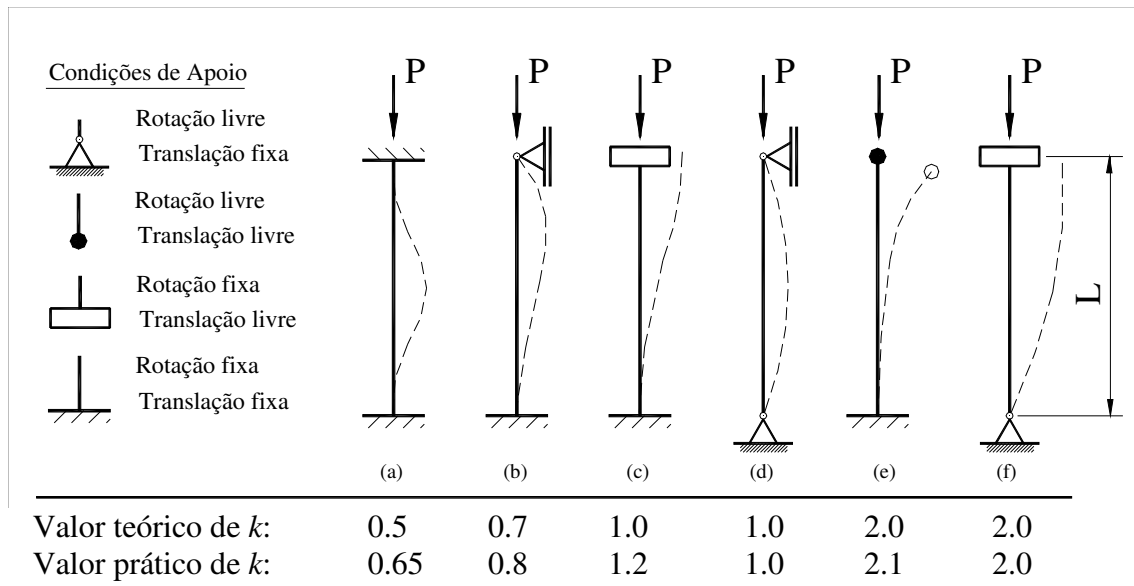 Condições de Apoio
Rotação livre
Translação fixa
Rotação livre
Translação livre
Rotação fixa
Translação livre
Rotação fixa
Translação fixa
P P P P P P
L
(a) (b) (c) (d) (e) (f)
Valor teórico de k: 0.5 0.7 1.0 1.0 2.0 2.0
Valor prático de k: 0.65 0.8 1.2 1.0 2.1 2.0